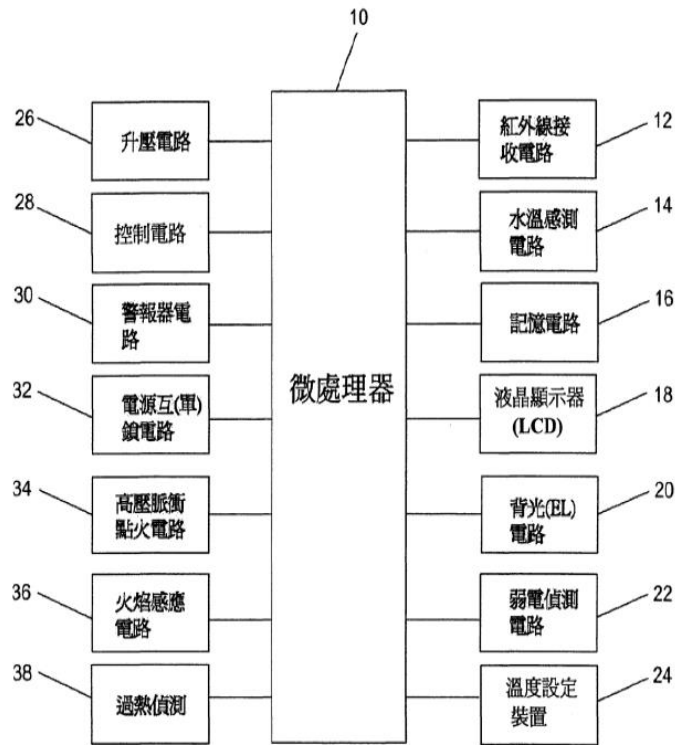 10
26
升壓電路
28
控制電路
30
警報器電
路
32
電源互(單)
鎖電路
34
高壓脈衝
點火電路
36
火焰感應
電路
38
過熱偵測
微處理器
紅外線接
收電路
12
水溫感測
電路
14
記憶電路
16
液晶顯示器
(LCD)
18
背光(EL)
電路
20
弱電偵測
電路
22
溫度設定
裝置
24